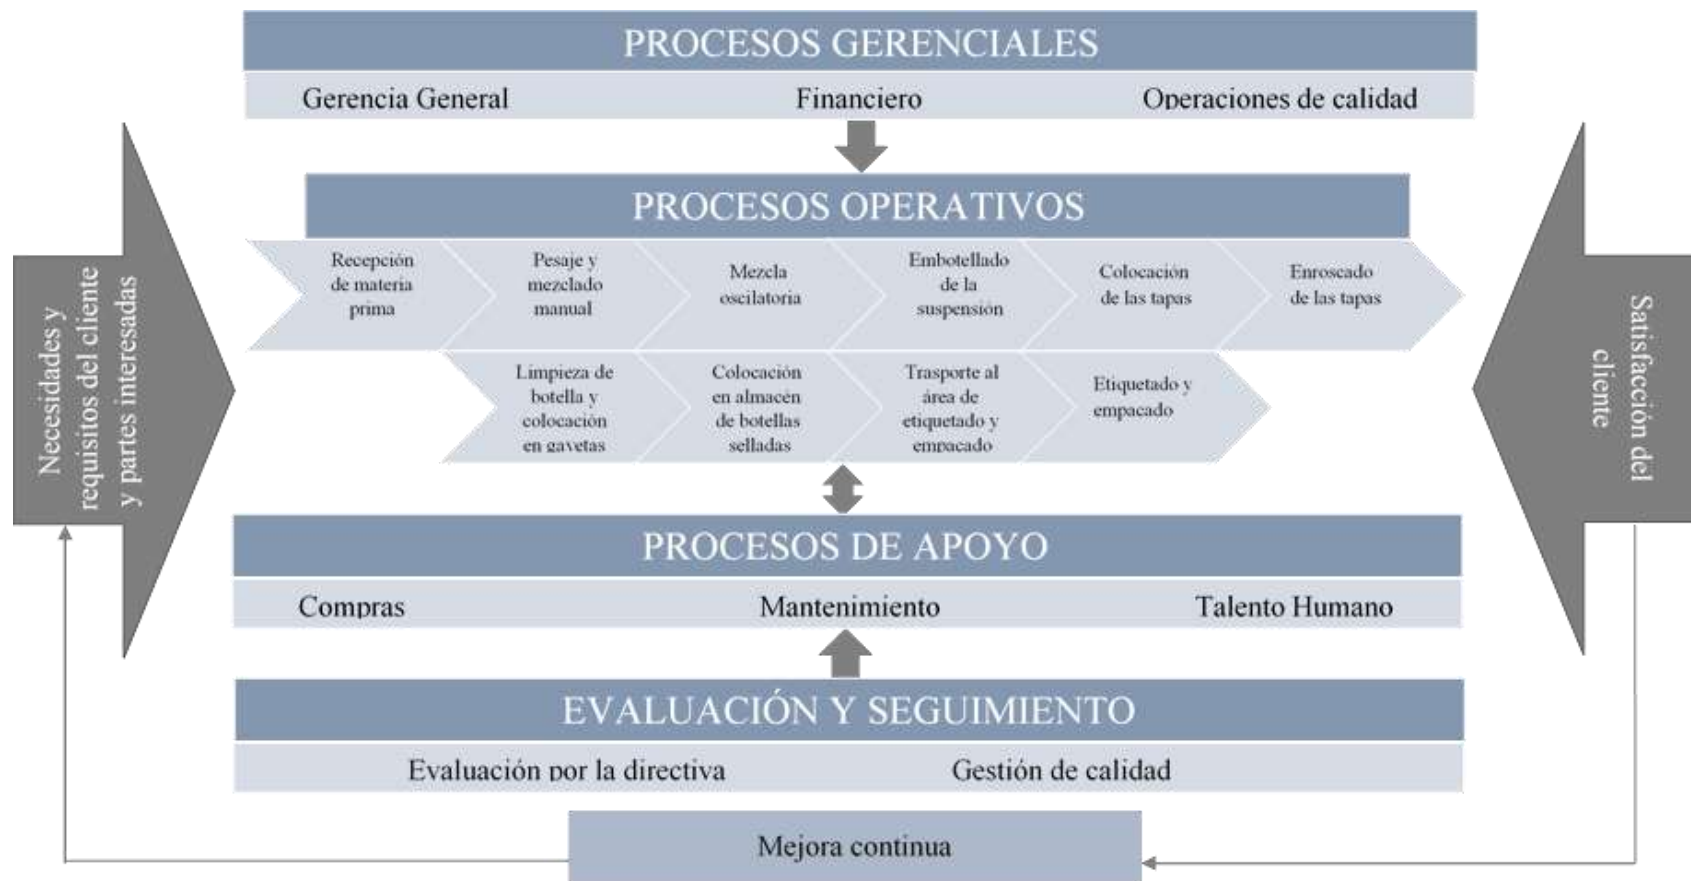 PROCESOS GERENCIALES
Gerencia General
Financiero
Operaciones de calidad
Necesidades y
requisitos del cliente
y partes interesadas
PROCESOS OPERATIVOS
Recepción
de materia
prima
Pesaje y
mezclado
manual
Mezcla
oscilatoria
Embotellado
de la
suspensión
Colocación
de las tapas
Enroscado
de las tapas
Limpieza de
botella y
colocación
en gavetas
Colocación
en almacén
de botellas
selladas
Trasporte al
área de
etiquetado y
empacado
Etiquetado y
empacado
Satisfacción del
cliente
PROCESOS DE APOYO
Compras
Mantenimiento
Talento Humano
EVALUACIÓN Y SEGUIMIENTO
Evaluación por la directiva
Gestión de calidad
Mejora continua